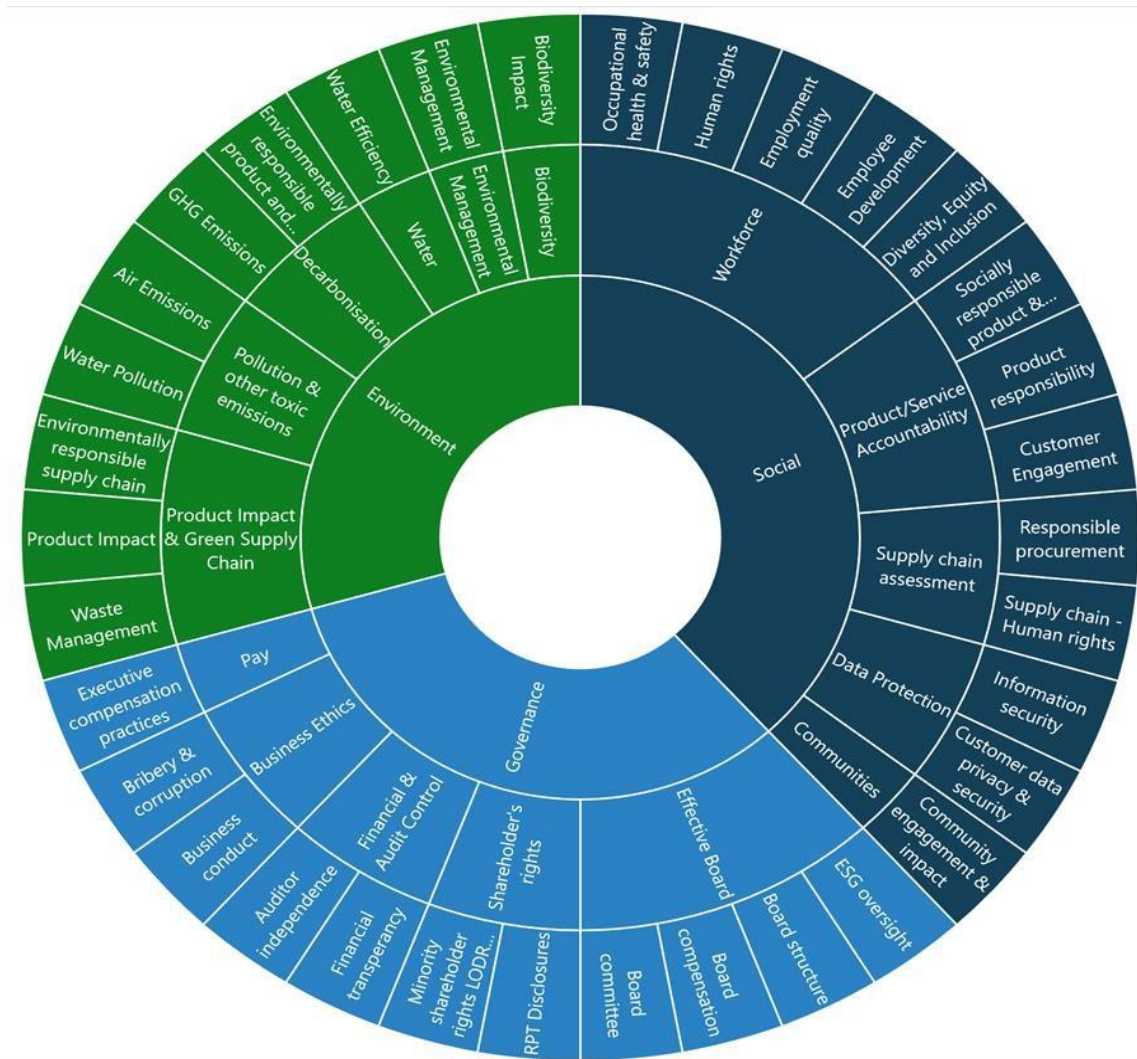 Environment
Social
Governance
Biodiversity
Environmental
Management
Water
Decarbonisation
Pollution &
other toxic
emissions
Product Impact
& Green Supply
Chain
Workforce
Product/Service
Accountability
Supply chain
assessment
Data Protection
Communities
Effective Board
Shareholder's
rights
Financial &
Audit Control
Business Ethics
Pay
Occupational
health & safety
Human rights
Employment
quality
Employee
Development
Diversity, Equity
and Inclusion
Socially
responsible
product &...
Product
responsibility
Customer
Engagement
Responsible
procurement
Supply chain -
Human rights
Information
security
Customer data
privacy &
security
Community
engagement &
impact
ESG oversight
Board structure
Board
compensation
Board
committee
RPT Disclosures
Minority
shareholder
rights LODR...
Financial
transperancy
Auditor
independence
Business
conduct
Bribery &
corruption
Executive
compensation
practices
Waste
Management
Product Impact
Environmentally
responsible
supply chain
Water Pollution
Air Emissions
GHG Emissions
Environmentally
responsible
product and...
Water Efficiency
Environmental
Management
Biodiversity
Impact